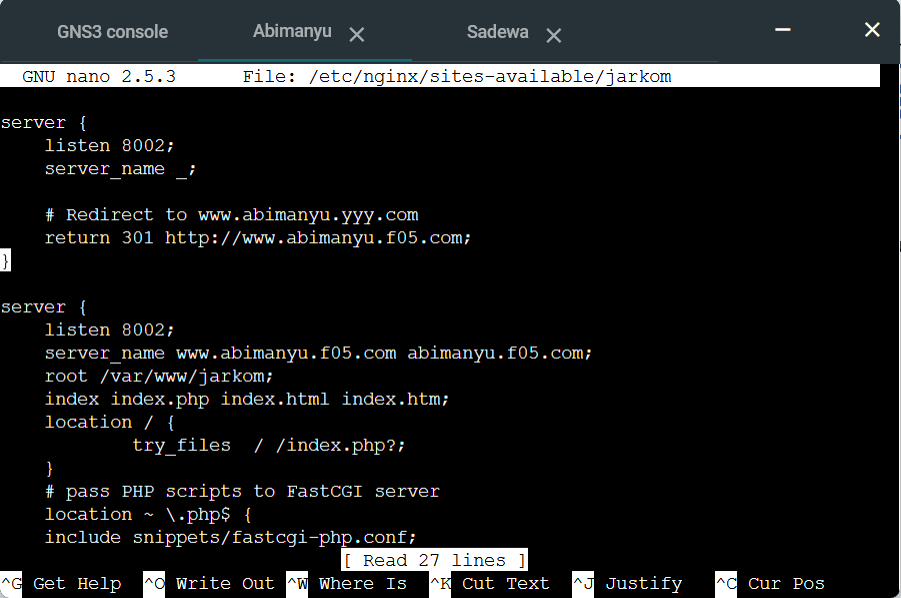 GNS3 console Abimanyu Sadewa
GNU nano 2.5.3 File: /etc/nginx/sites-available/jarkom
server {
listen 8002;
server_name _;
# Redirect to www.abimanyu.yyy.com
return 301 http://www.abimanyu.f05.com;
}
server {
listen 8002;
server_name www.abimanyu.f05.com abimanyu.f05.com;
root /var/www/jarkom;
index index.php index.html index.htm;
location / {
try_files  / /index.php?;
}
# pass PHP scripts to FastCGI server
location ~ \.php$ {
include snippets/fastcgi-php.conf;
[ Read 27 lines ]
^G Get Help ^O Write Out ^W Where Is ^K Cut Text ^J Justify ^C Cur Pos